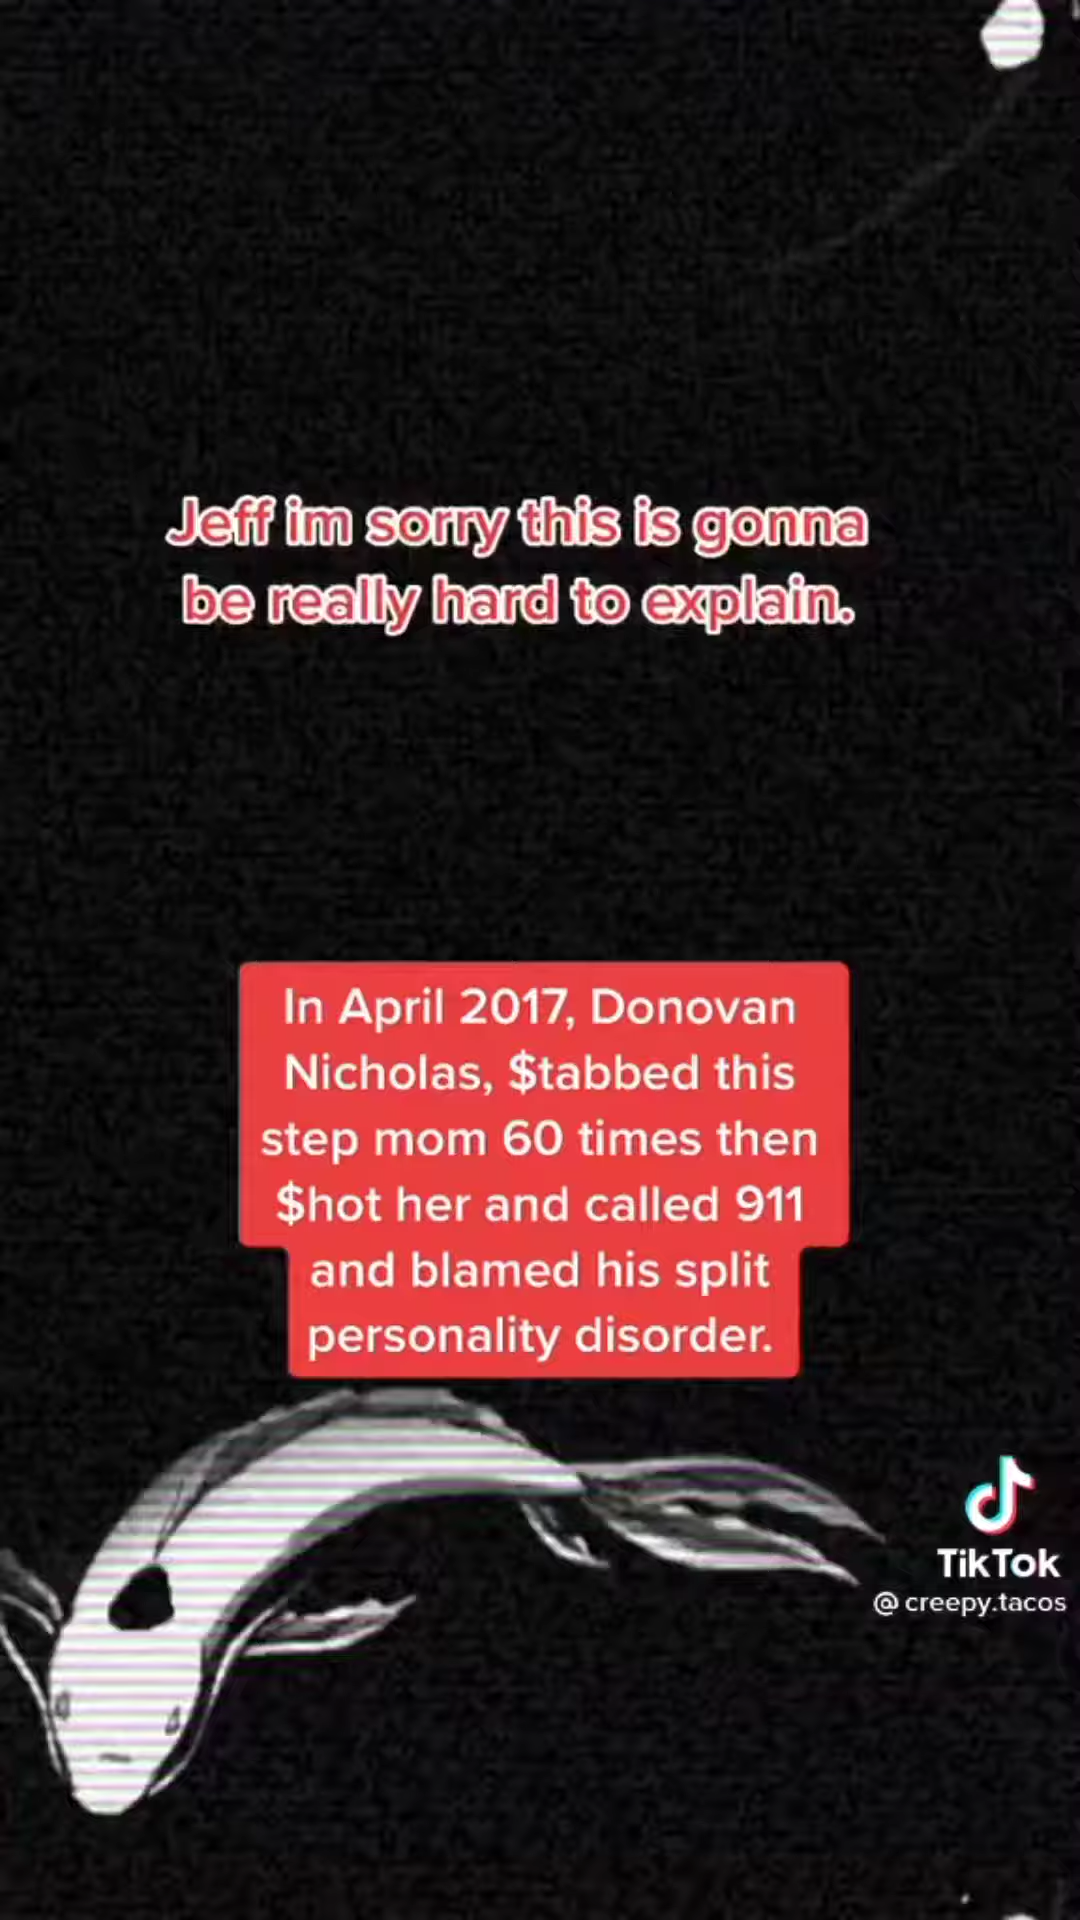 Jeff im sorry this is gonna
be really hard to explain.
In April 2017, Donovan
Nicholas, $tabbed this
step mom 60 times then
$hot her and called 911
and blamed his split
personality disorder.
TikTok
@creepy.tacos